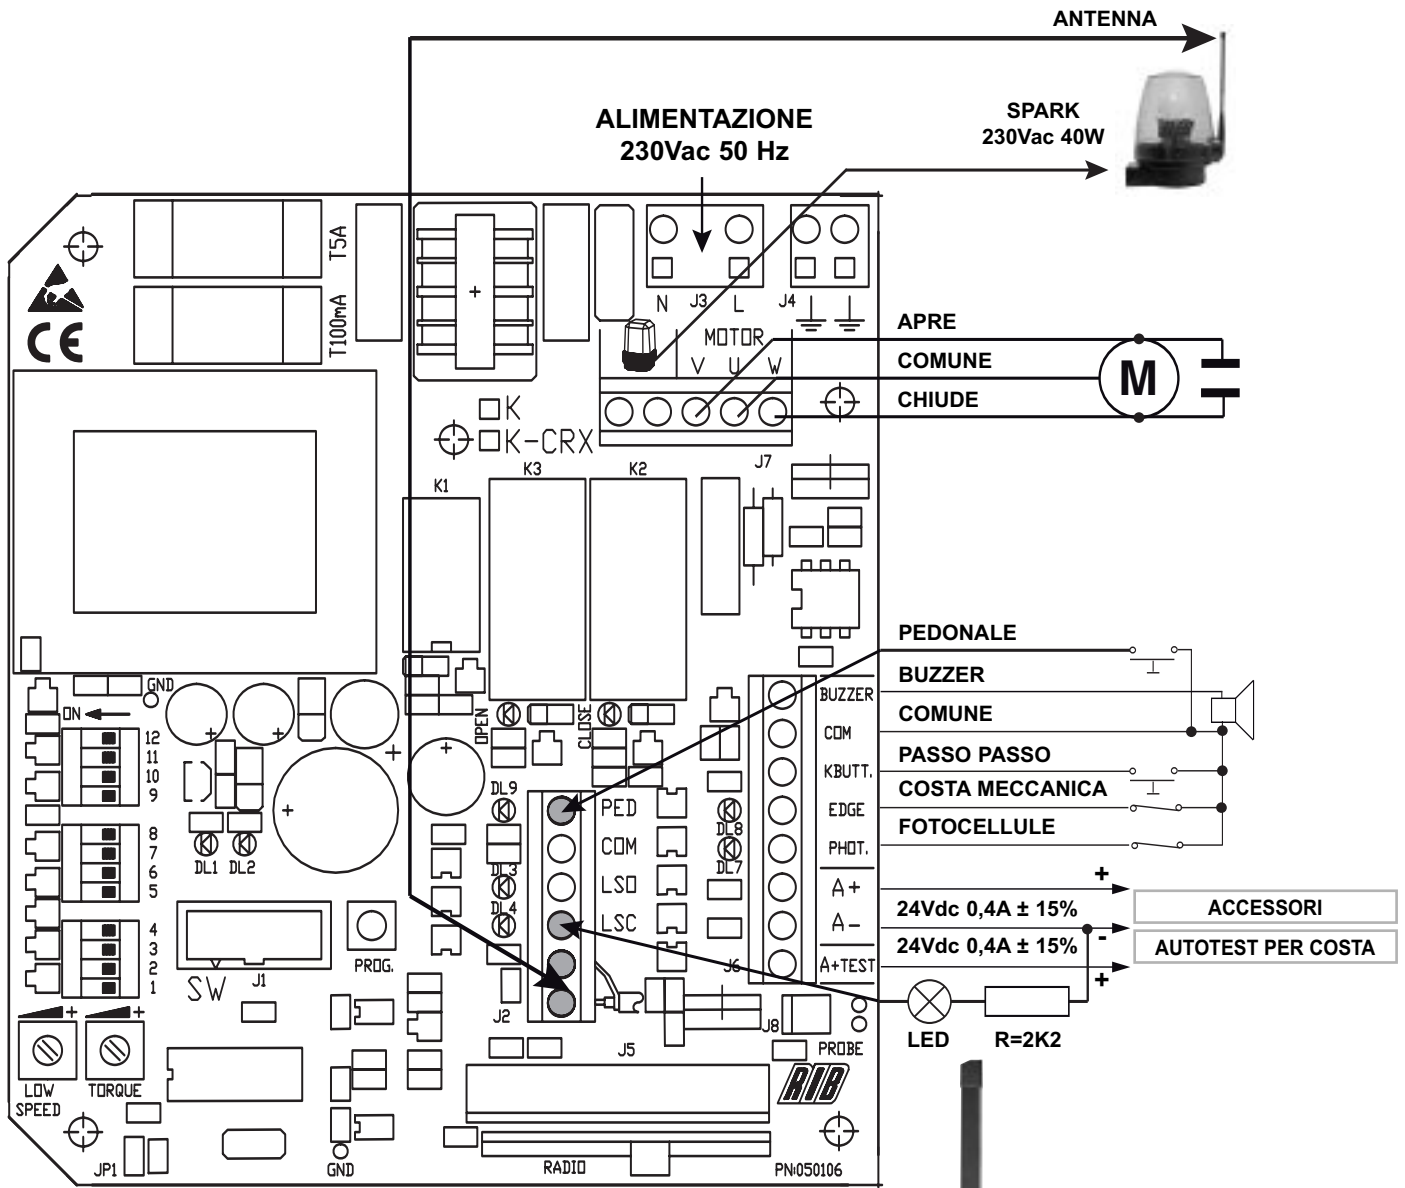 ANTENNA
ALIMENTAZIONE
230Vac 50 Hz
SPARK
230Vac 40W
T5A
T100mA
CE
N J3 L J4
MOTOR
V U W
APRE
COMUNE
CHIUDE
M
K
K-CRX
J7
K1
K3
K2
PEDONALE
BUZZER
COMUNE
PASSO PASSO
COSTA MECCANICA
FOTOCELLULE
GND
ON
12
11
10
9
8
7
6
5
4
3
2
1
DL1 DL2
OPEN
CLOSE
DL9
DL3
DL4
PED
COM
LSO
LSC
DL8
DL7
BUZZER
COM
KBUTT.
EDGE
PHOT.
A+
A-
A+TEST
J6
+
24Vdc 0,4A ± 15%
-
24Vdc 0,4A ± 15%
+
ACCESSORI
AUTOTEST PER COSTA
LED
R=2K2
SW
J1
PROG.
J2
J5
J8
PROBE
RIB
LOW
SPEED
TORQUE
JP1
GND
RADIO
PN:050106